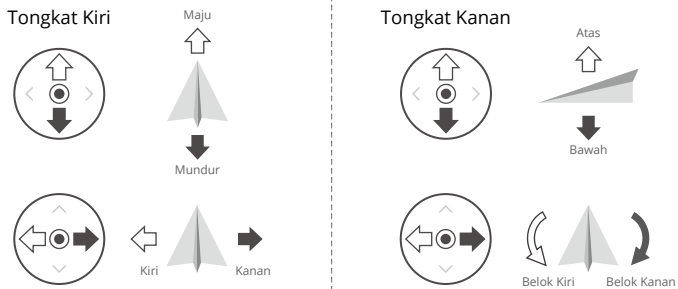 Tongkat Kiri
Maju
Mundur
Kiri
Kanan
Tongkat Kanan
Atas
Bawah
Belok Kiri
Belok Kanan